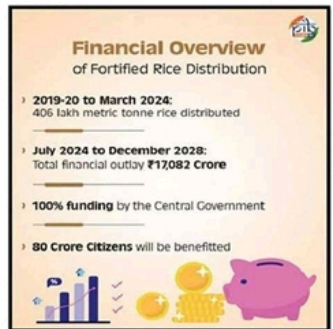 Financial Overview
of Fortified Rice Distribution
2019-20 to March 2024:
406 lakh metric tonne rice distributed
July 2024 to December 2028:
Total financial outlay ₹17,082 Crore
100% funding by the Central Government
80 Crore Citizens will be benefitted
%